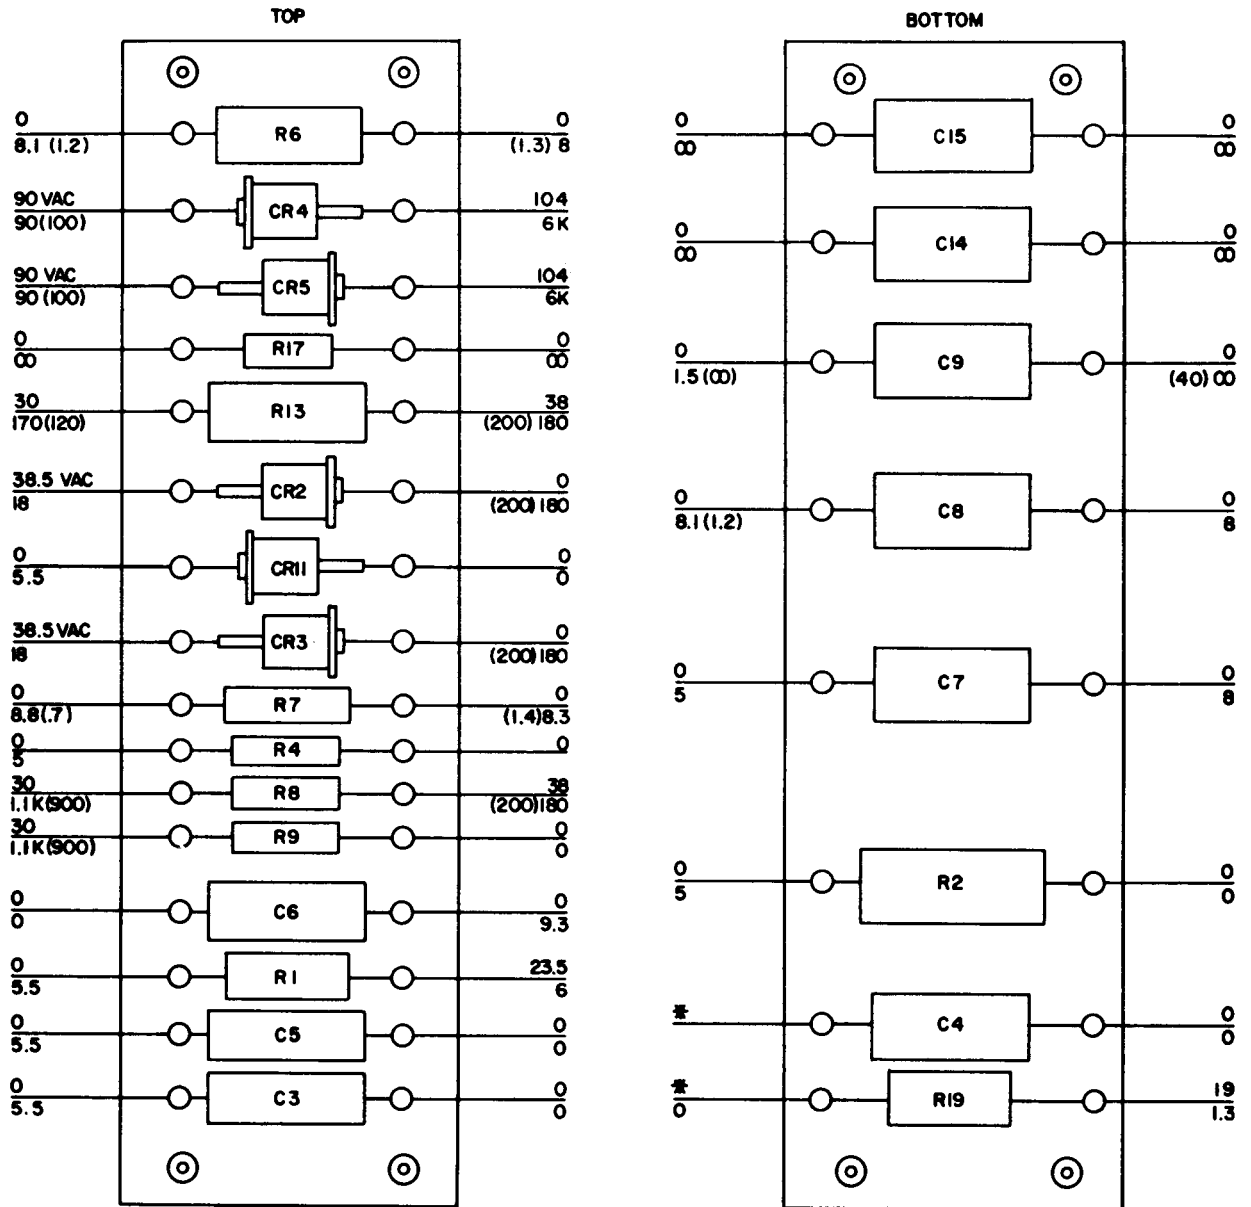 TOP
0
8.1 (1.2)
R6
0
(1.3) 8
90 VAC
90(100)
CR4
104
6K
90 VAC
90 (100)
CR5
104
6K
0
∞
R17
0
∞
30
170(120)
R13
38
(200) 180
38.5 VAC
18
CR2
0
(200) 180
0
5.5
CR11
0
0
38.5 VAC
18
CR3
0
(200) 180
0
8.8(.7)
R7
0
(1.4)8.3
0
5
R4
0
30
1.1K(900)
R8
38
(200)180
30
1.1K(900)
R9
0
0
0
0
C6
0
9.3
0
5.5
R1
23.5
6
0
5.5
C5
0
0
0
5.5
C3
0
0
BOTTOM
0
∞
C15
0
∞
0
∞
C14
0
∞
0
1.5 (∞)
C9
0
(40) ∞
0
8.1(1.2)
C8
0
8
0
5
C7
0
8
0
5
R2
0
0
*
C4
0
0
*
0
R19
19
1.3